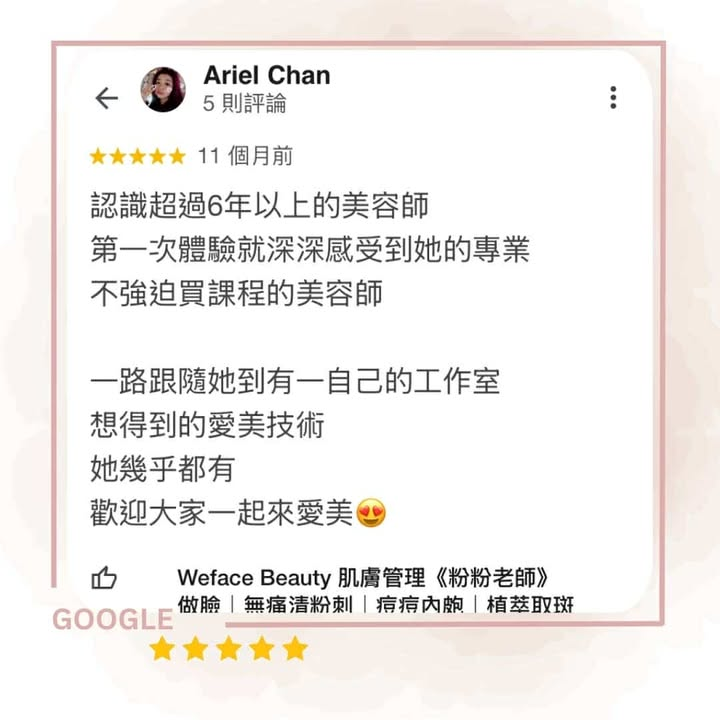 Ariel Chan
5 則評論
11 個月前
認識超過6年以上的美容師
第一次體驗就深深感受到她的專業
不強迫買課程的美容師
一路跟隨她到有一自己的工作室
想得到的愛美技術
她幾乎都有
歡迎大家一起來愛美😍
Weface Beauty 肌膚管理《粉粉老師》
做臉｜無痛清粉刺｜痘痘內皰｜植萃取斑
GOOGLE